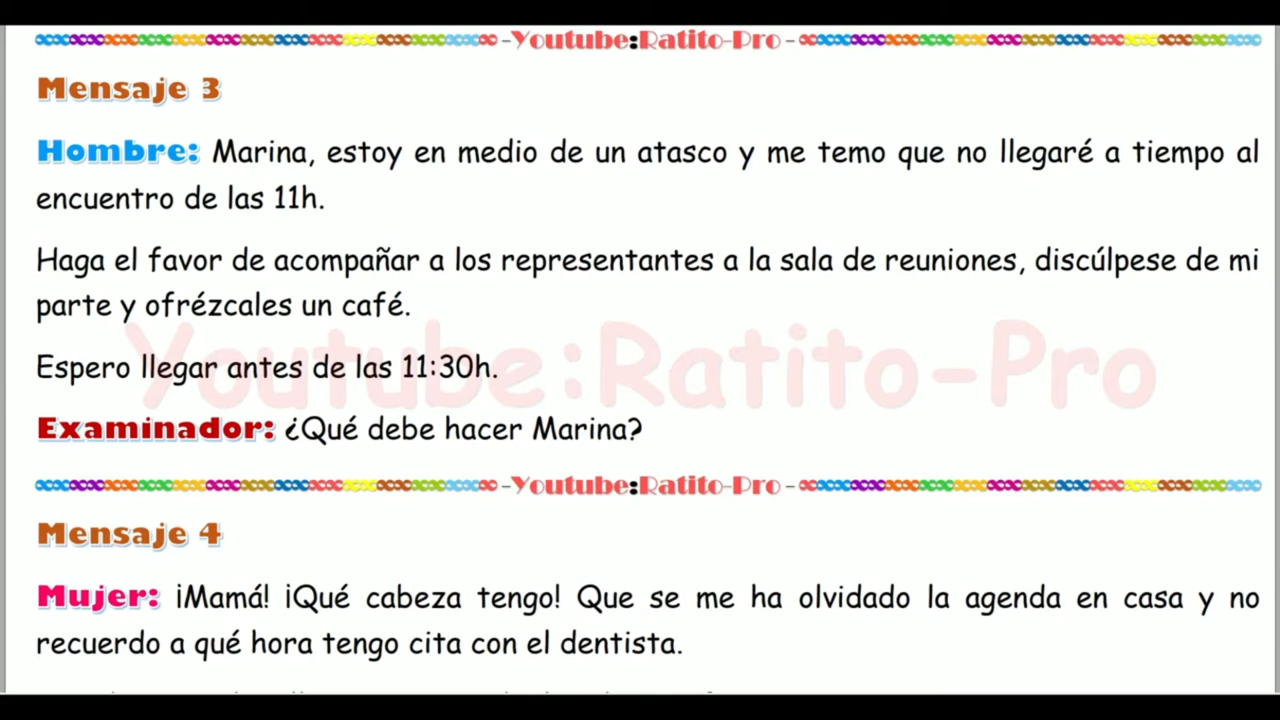 -Youtube:Ratito-Pro-
Mensaje 3
Hombre: Marina, estoy en medio de un atasco y me temo que no llegaré a tiempo al
encuentro de las 11h.
Haga el favor de acompañar a los representantes a la sala de reuniones, discúlpese de mi
parte y ofrézcales un café.
Youtube:Ratito-Pro
Espero llegar antes de las 11:30h.
Examinador: ¿Qué debe hacer Marina?
-Youtube:Ratito-Pro-
Mensaje 4
Mujer: ¡Mamá! ¡Qué cabeza tengo! Que se me ha olvidado la agenda en casa y no
recuerdo a qué hora tengo cita con el dentista.